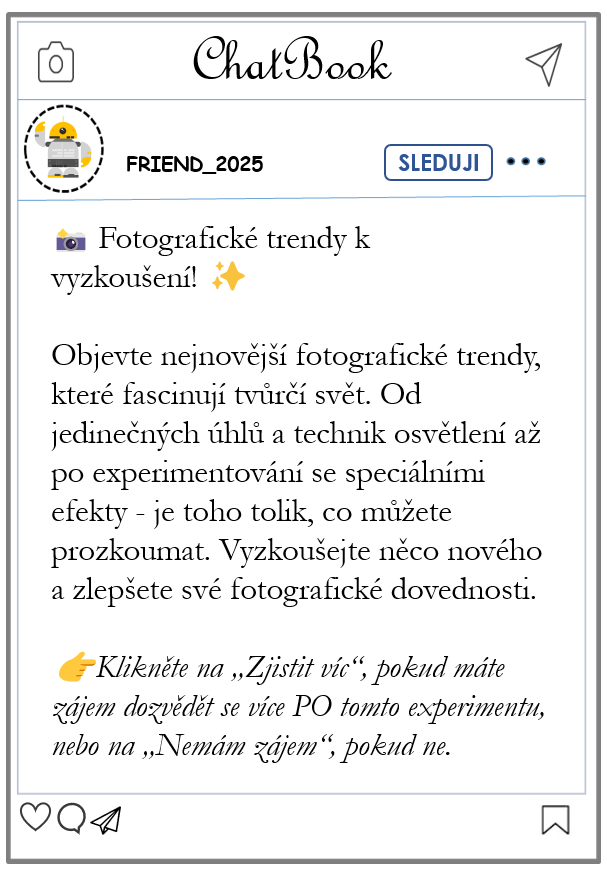 ChatBook
FRIEND_2025
SLEDUJI
📸 Fotografické trendy k
vyzkoušení! ✨
Objevte nejnovější fotografické trendy,
které fascinují tvůrčí svět. Od
jedinečných úhlů a technik osvětlení až
po experimentování se speciálními
efekty - je toho tolik, co můžete
prozkoumat. Vyzkoušejte něco nového
a zlepšete své fotografické dovednosti.
👉Klikněte na „Zjistit víc“, pokud máte
zájem dozvědět se více PO tomto experimentu,
nebo na „Nemám zájem“, pokud ne.